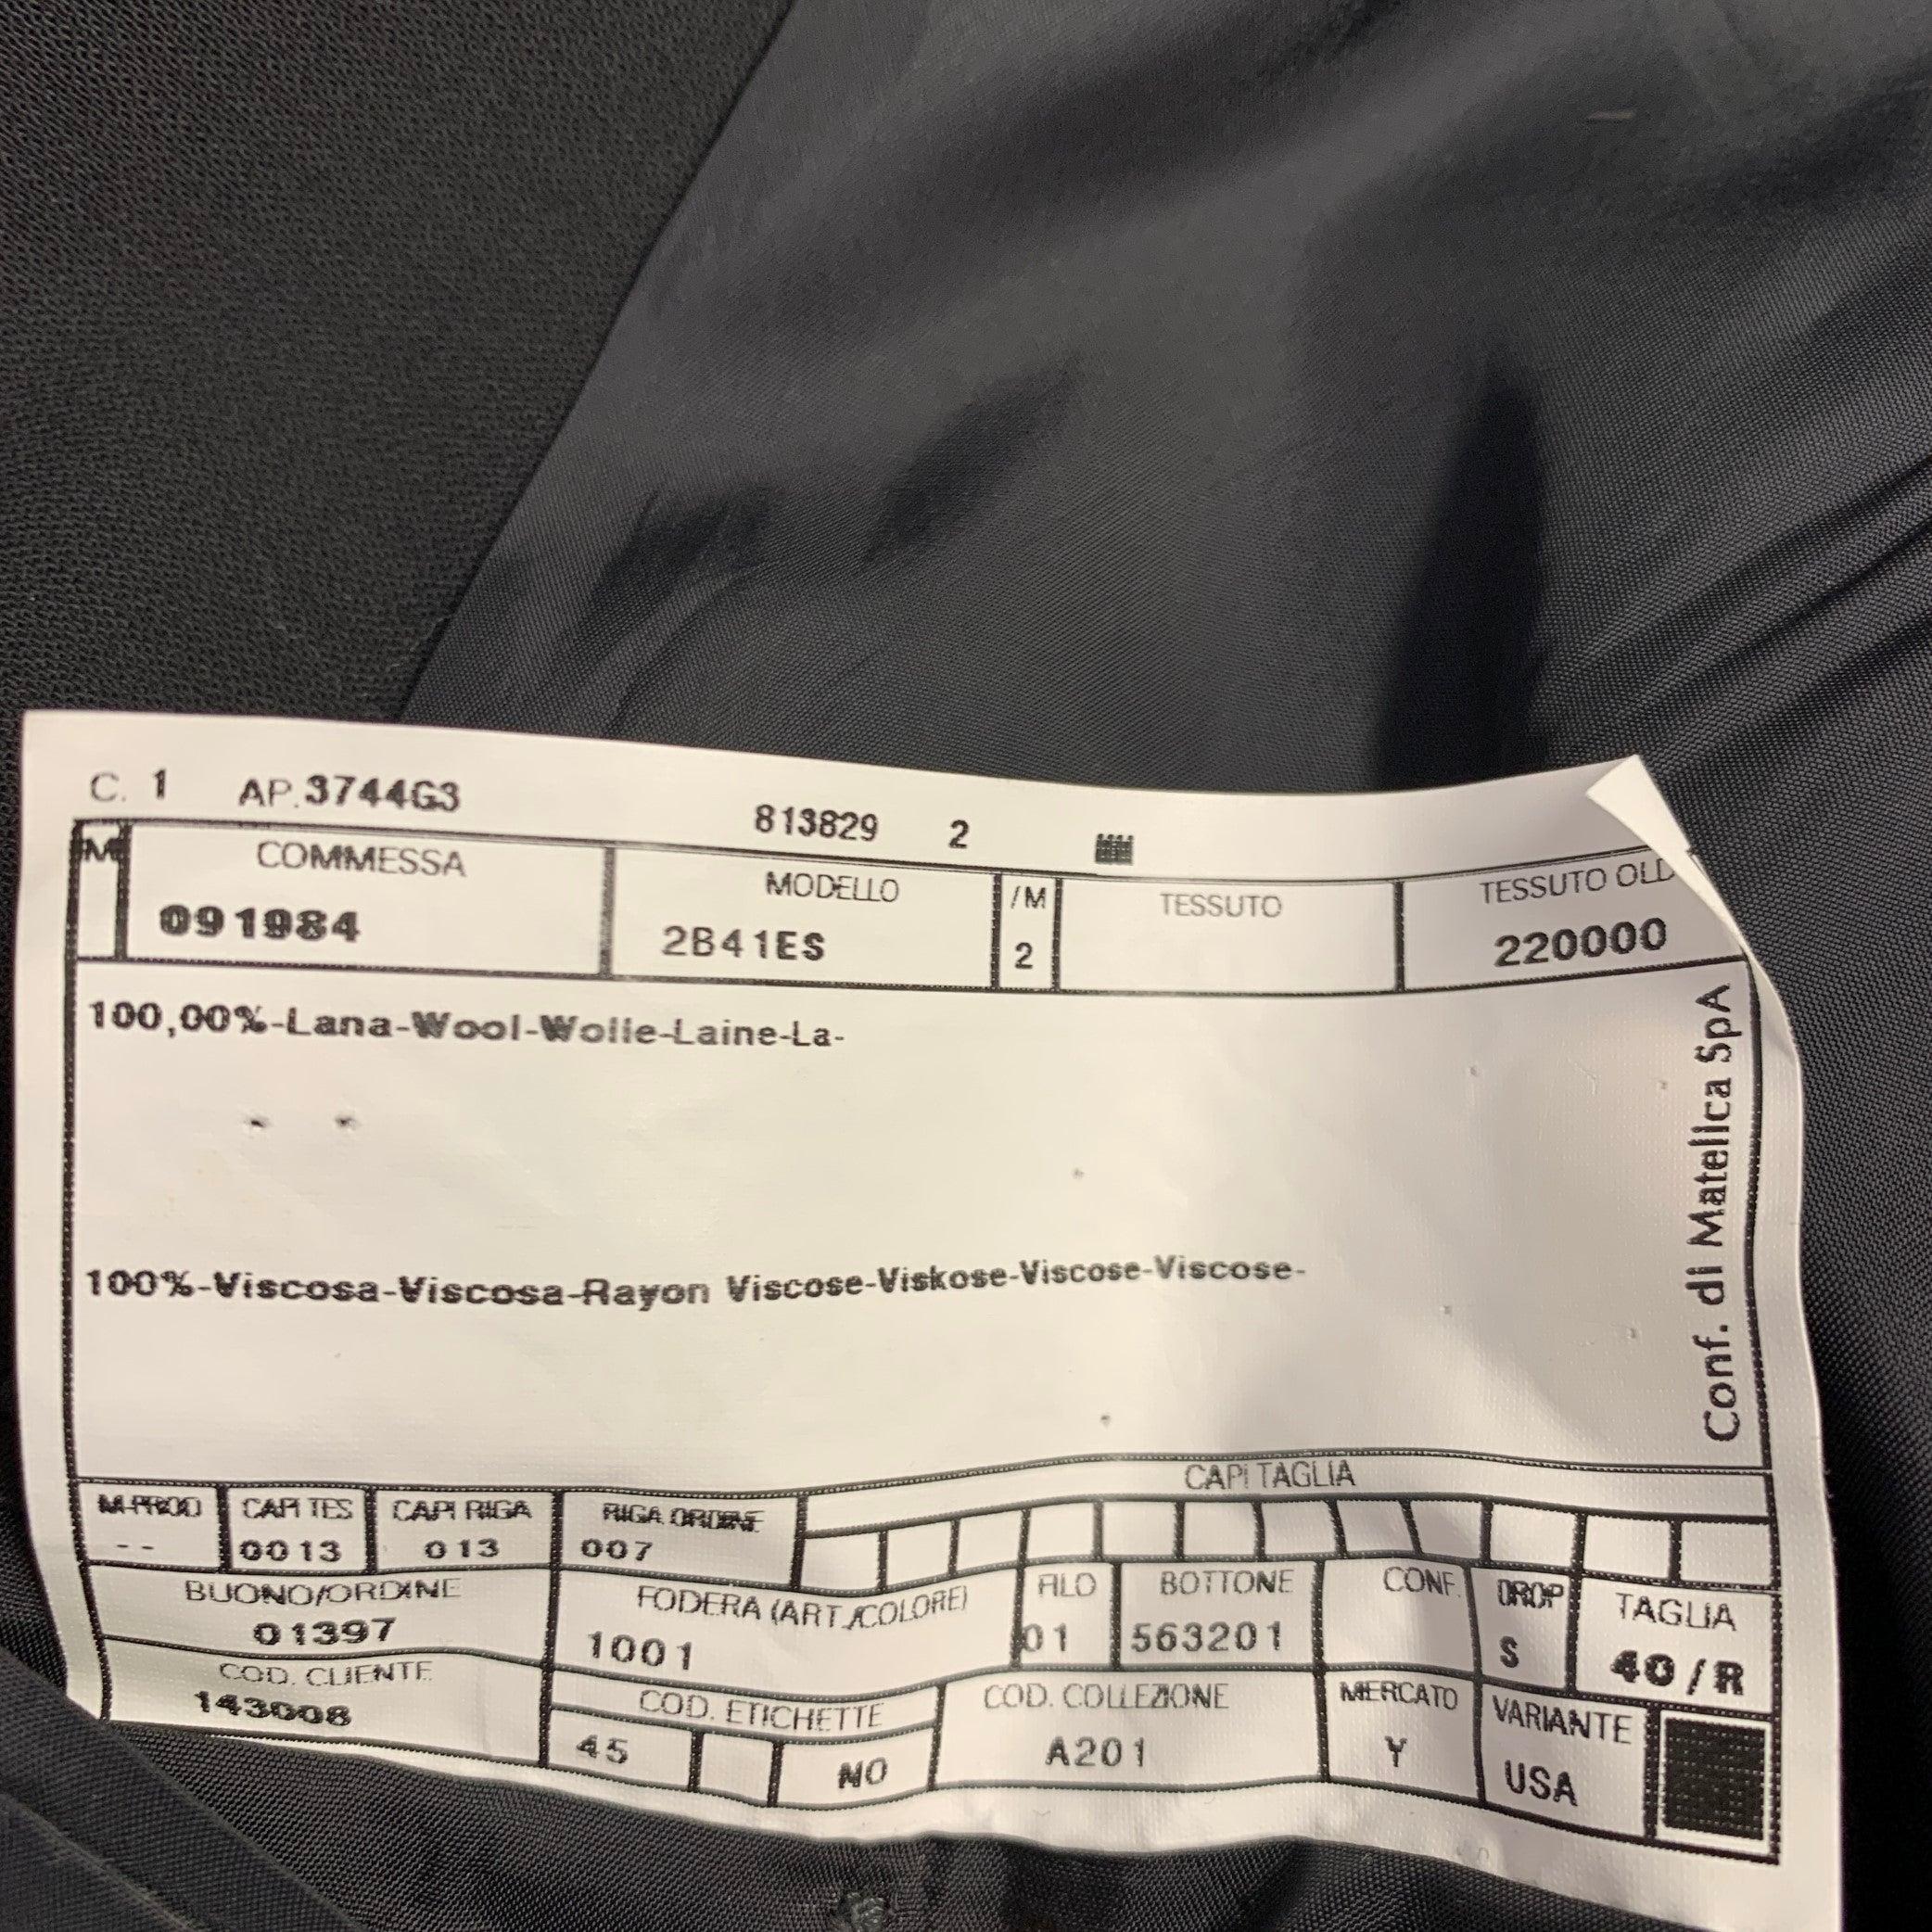 C. 1 AP.3744G3 813829 2
M COMMESSA MODELLO /M TESSUTO TESSUTO OLD
091984 2B41ES 2 220000
100,00%-Lana-Wool-Wolle-Laine-La-
100%-Viscosa-Viscosa-Rayon Viscose-Viskose-Viscose-Viscose-
Conf. di Matelica SpA
CAPI TAGLIA
M-PROD CAPI TES CAPI RIGA RIGA ORDINE
-- 0013 013 007
BUONO/ORDINE FODERA (ART./COLORE) FILO BOTTONE CONF. DROP TAGLIA
01397 1001 01 563201 S 40/R
COD. CLIENTE COD. ETICHETTE COD. COLLEZIONE MERCATO VARIANTE
143008 45 NO A201 Y USA